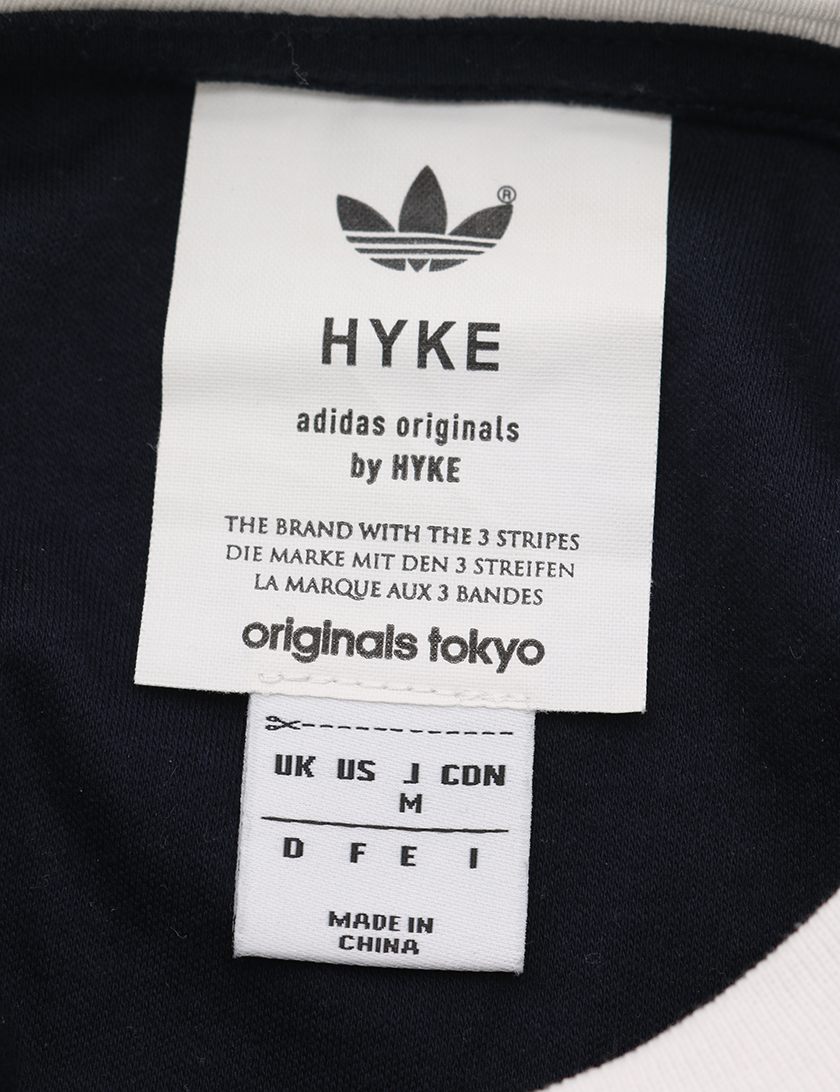 ®
HYKE
adidas originals
by HYKE
THE BRAND WITH THE 3 STRIPES
DIE MARKE MIT DEN 3 STREIFEN
LA MARQUE AUX 3 BANDES
originals tokyo
UK US J CDN
M
D F E I
MADE IN
CHINA